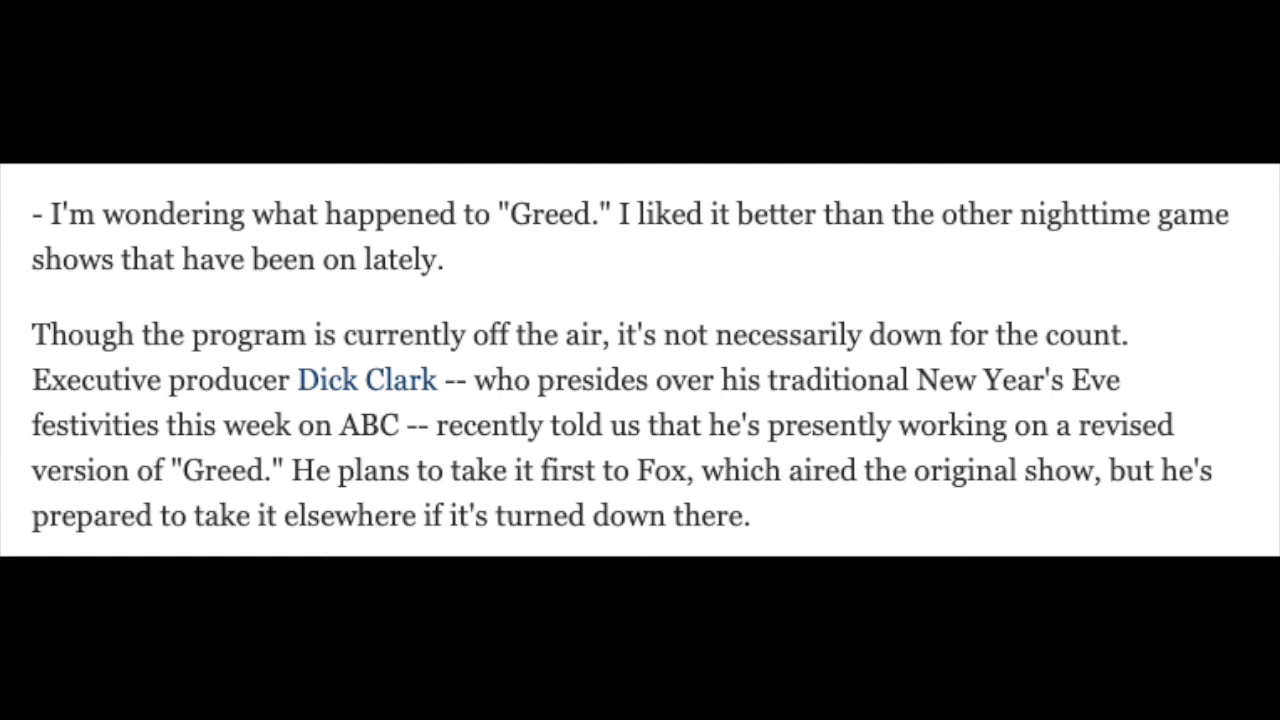 - I'm wondering what happened to "Greed." I liked it better than the other nighttime game
shows that have been on lately.
Though the program is currently off the air, it's not necessarily down for the count.
Executive producer Dick Clark -- who presides over his traditional New Year's Eve
festivities this week on ABC -- recently told us that he's presently working on a revised
version of "Greed." He plans to take it first to Fox, which aired the original show, but he's
prepared to take it elsewhere if it's turned down there.